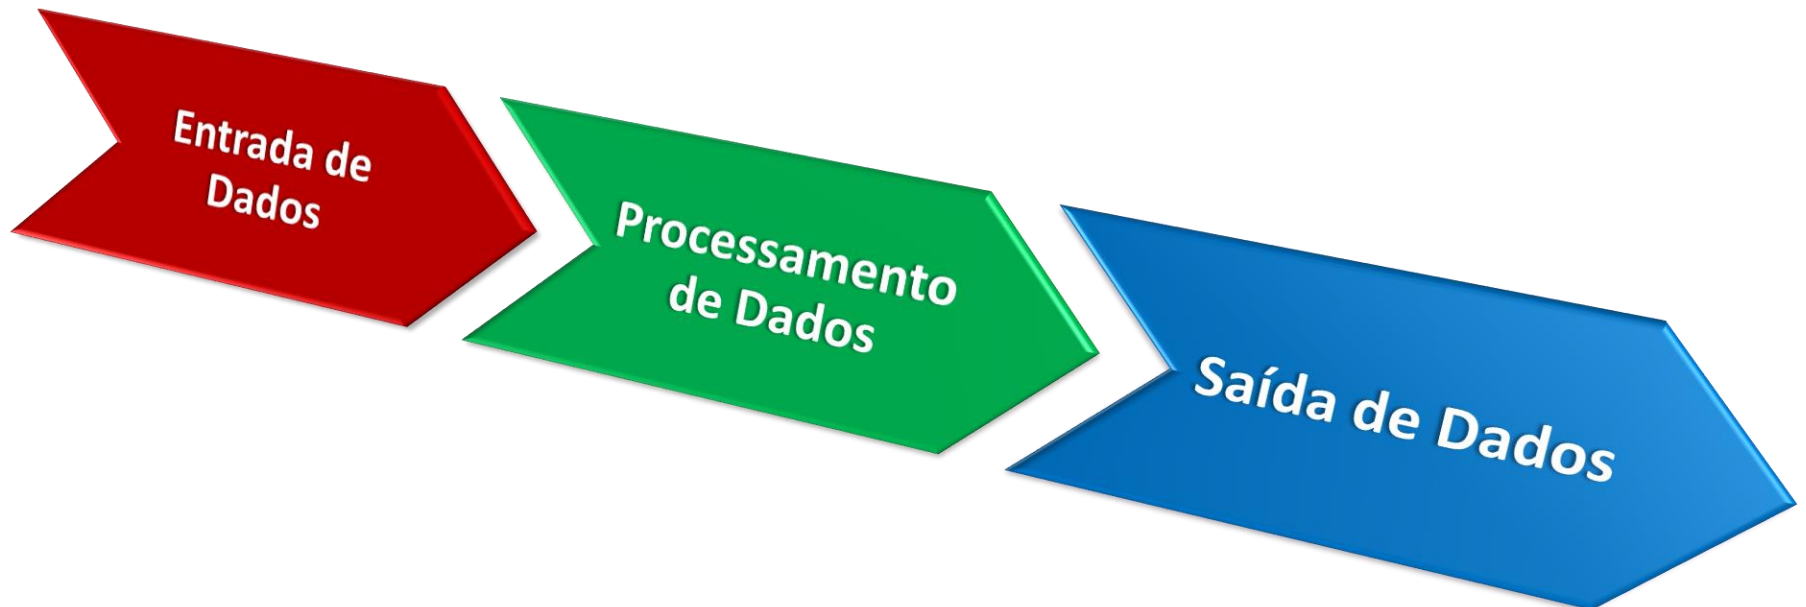 Entrada de
Dados
Processamento
de Dados
Saída de Dados